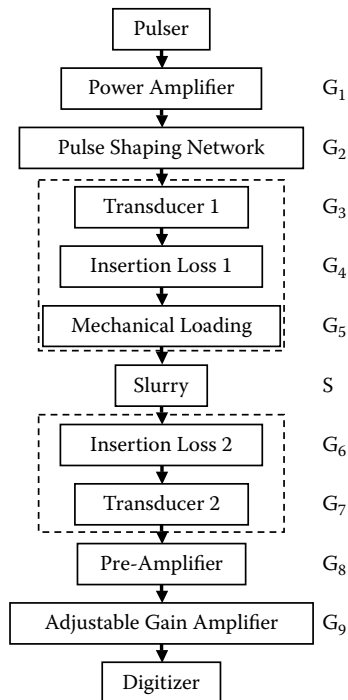 Pulser
Power Amplifier G₁
Pulse Shaping Network G₂
Transducer 1 G₃
Insertion Loss 1 G₄
Mechanical Loading G₅
Slurry S
Insertion Loss 2 G₆
Transducer 2 G₇
Pre-Amplifier G₈
Adjustable Gain Amplifier G₉
Digitizer